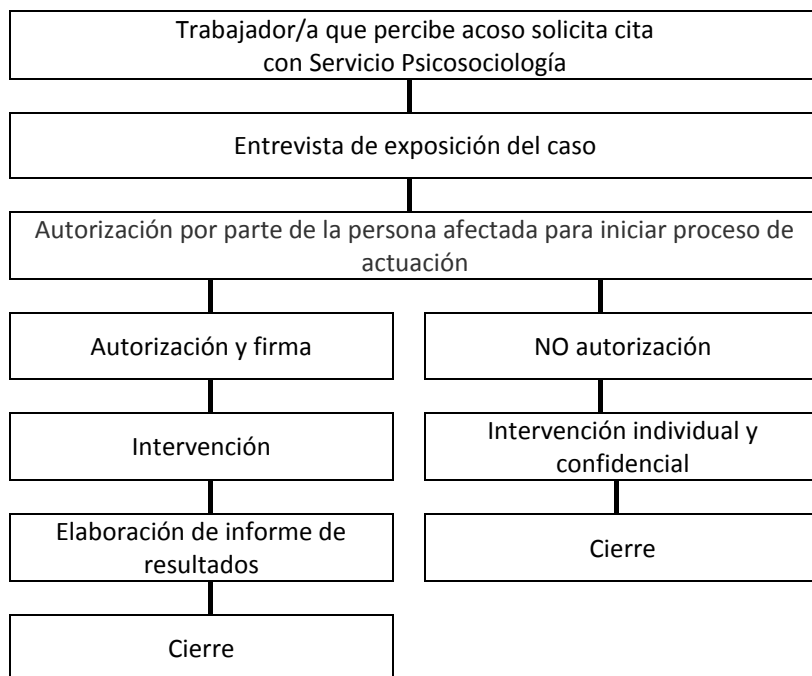 Trabajador/a que percibe acoso solicita cita
con Servicio Psicosociología
Entrevista de exposición del caso
Autorización por parte de la persona afectada para iniciar proceso de
actuación
Autorización y firma
NO autorización
Intervención
Intervención individual y
confidencial
Elaboración de informe de
resultados
Cierre
Cierre